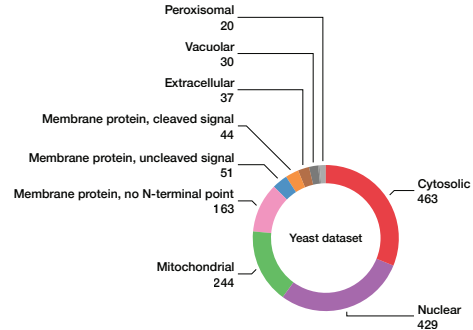 Peroxisomal
20
Vacuolar
30
Extracellular
37
Membrane protein, cleaved signal
44
Membrane protein, uncleaved signal
51
Membrane protein, no N-terminal point
163
Mitochondrial
244
Yeast dataset
Cytosolic
463
Nuclear
429